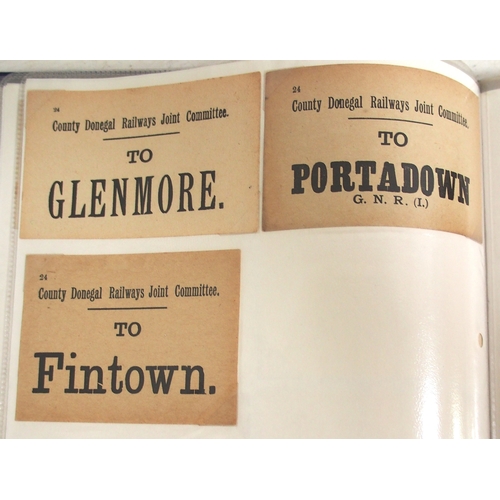 24
County Donegal Railways Joint Committee.
TO
GLENMORE.
24
County Donegal Railways Joint Committee.
TO
PORTADOWN
G. N. R. (I.)
24
County Donegal Railways Joint Committee.
TO
Fintown.